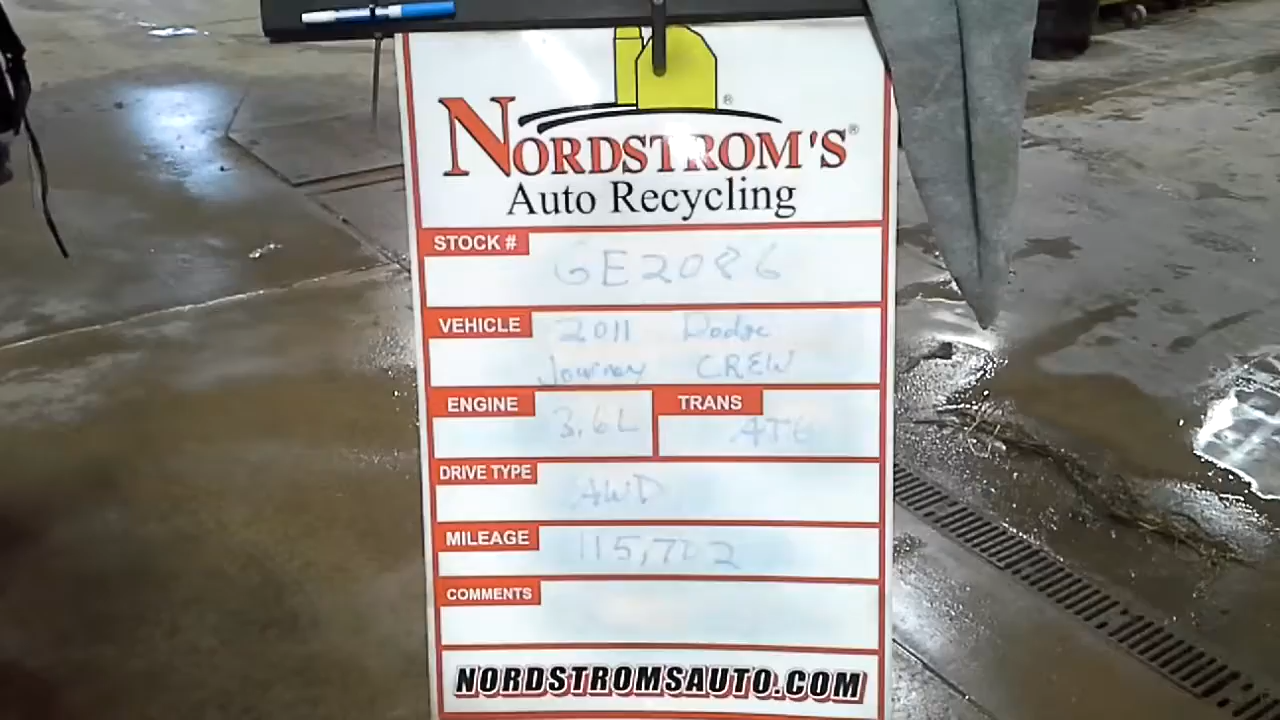 NORDSTROM'S®
Auto Recycling
STOCK #
GE2086
VEHICLE
2011 Dodge
Journey CREW
ENGINE
3.6L
TRANS
AT6
DRIVE TYPE
AWD
MILEAGE
115,702
COMMENTS
NORDSTROMSAUTO.COM